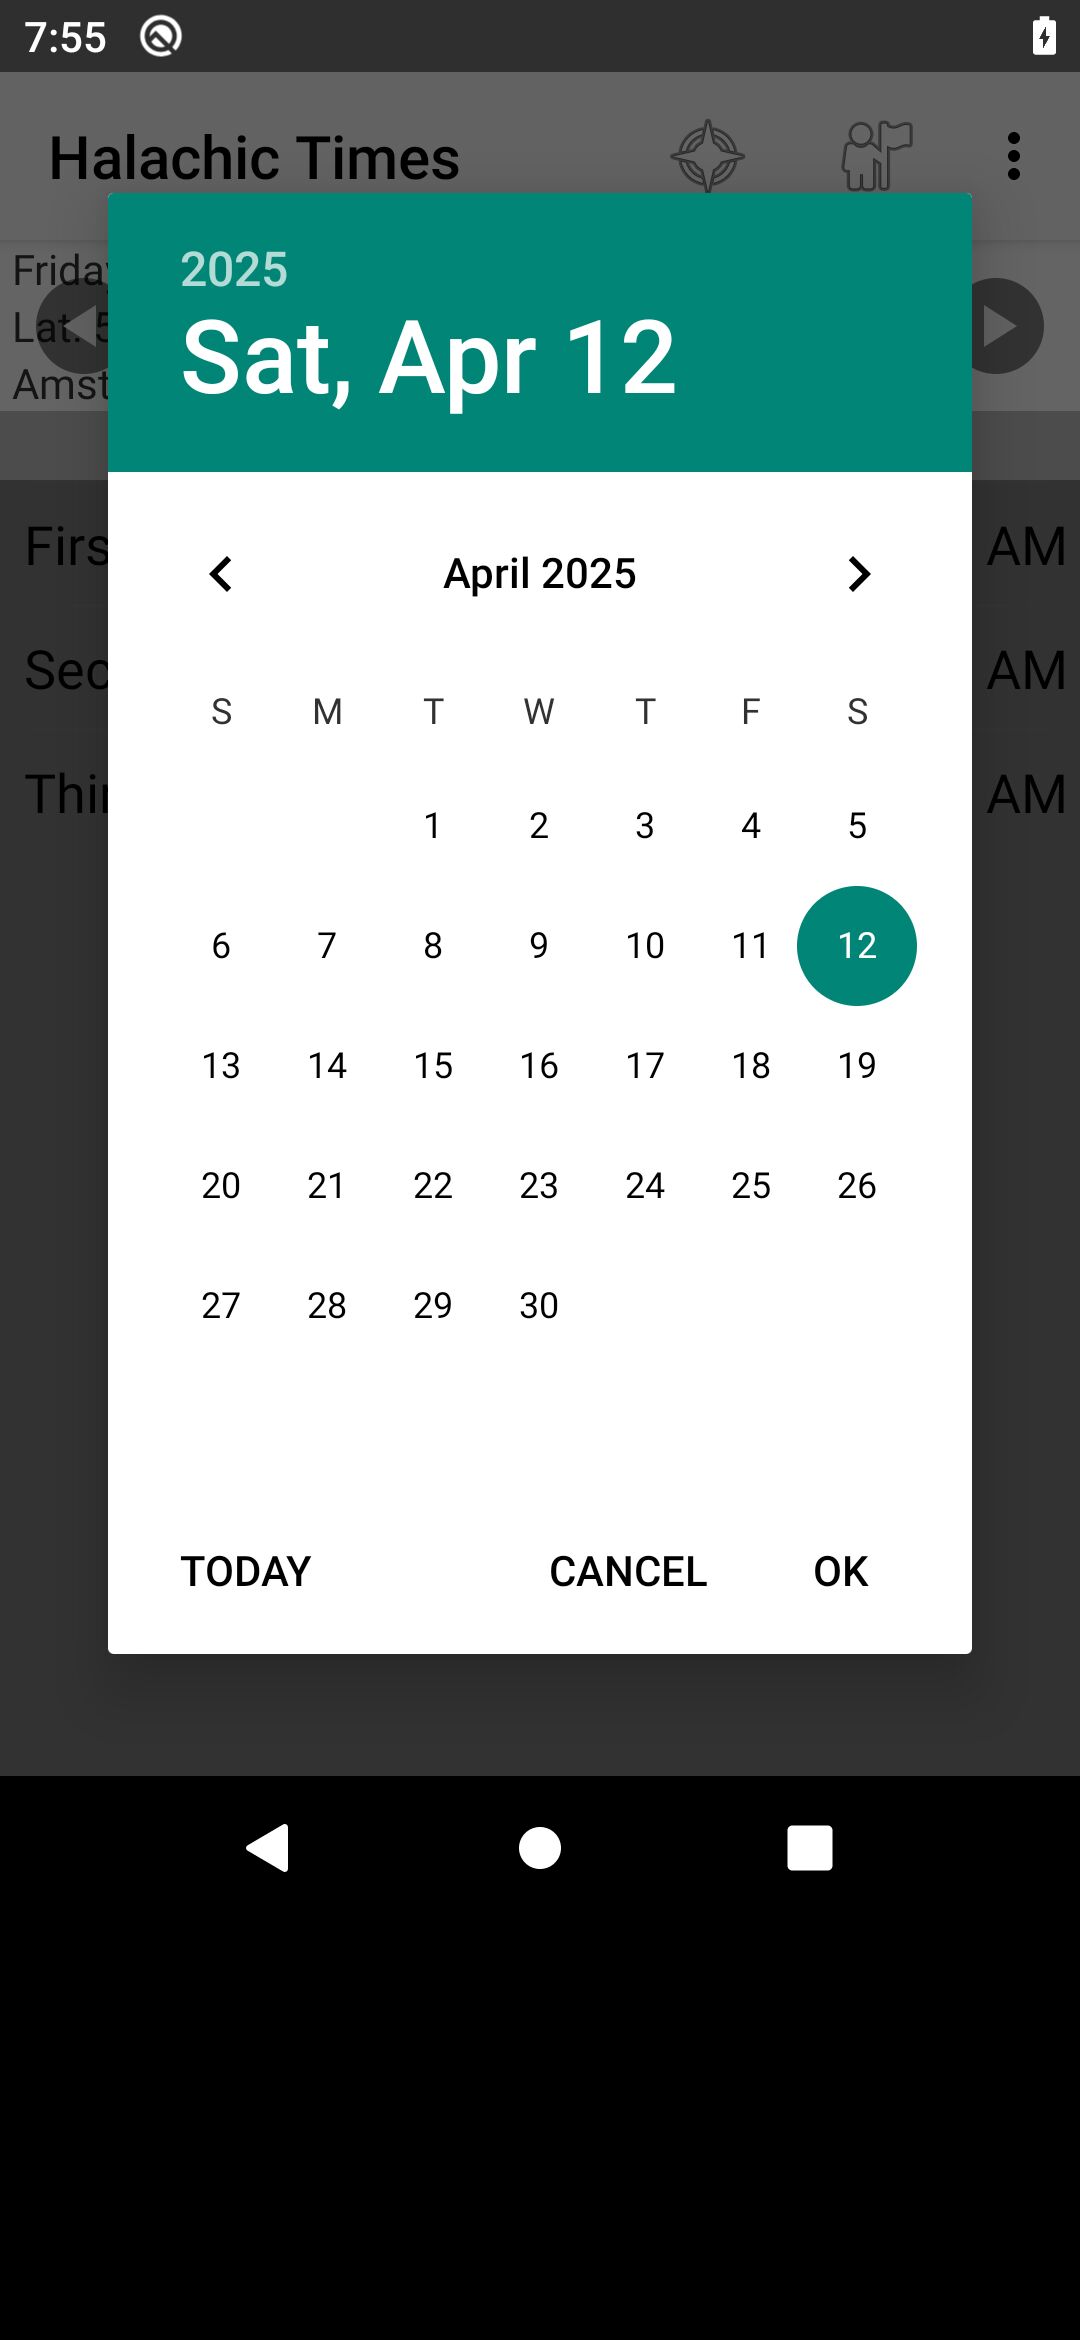 7:55
Halachic Times
Friday
Lat. 5
Amst
2025
Sat, Apr 12
Firs AM
Sec AM
Thir AM
April 2025
S M T W T F S
1 2 3 4 5
6 7 8 9 10 11 12
13 14 15 16 17 18 19
20 21 22 23 24 25 26
27 28 29 30
TODAY CANCEL OK